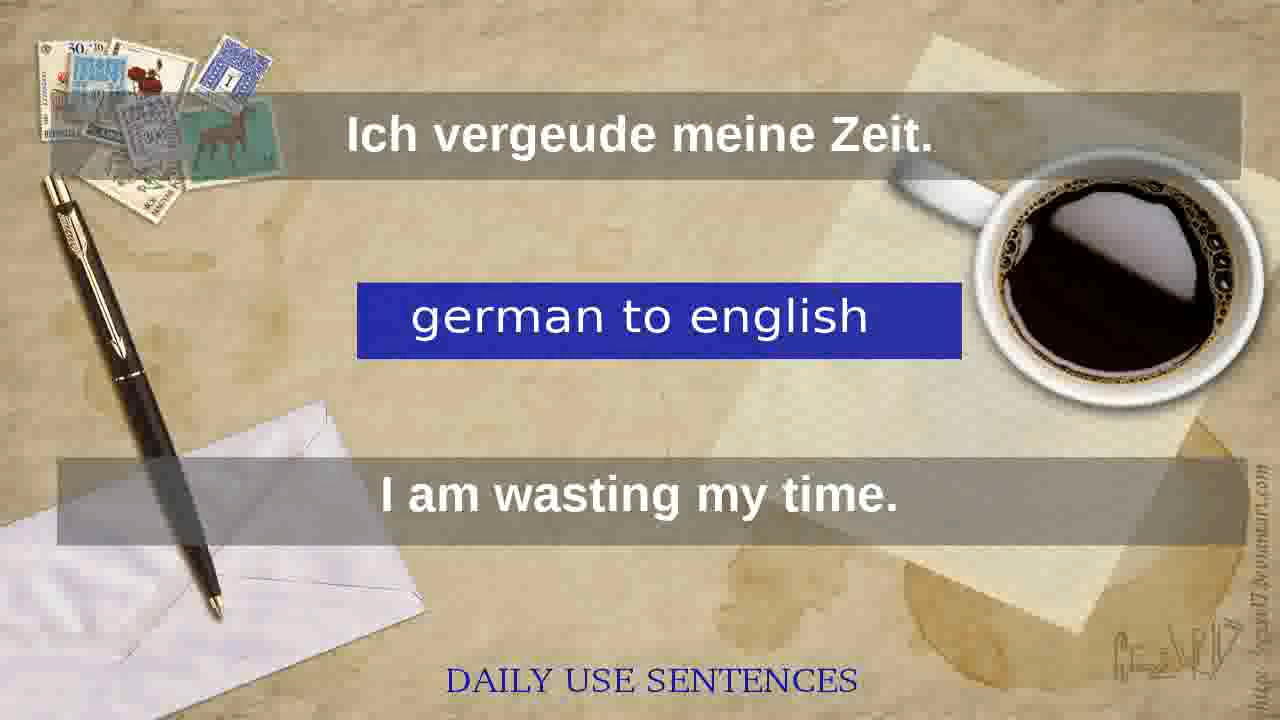 Ich vergeude meine Zeit.
german to english
I am wasting my time.
DAILY USE SENTENCES